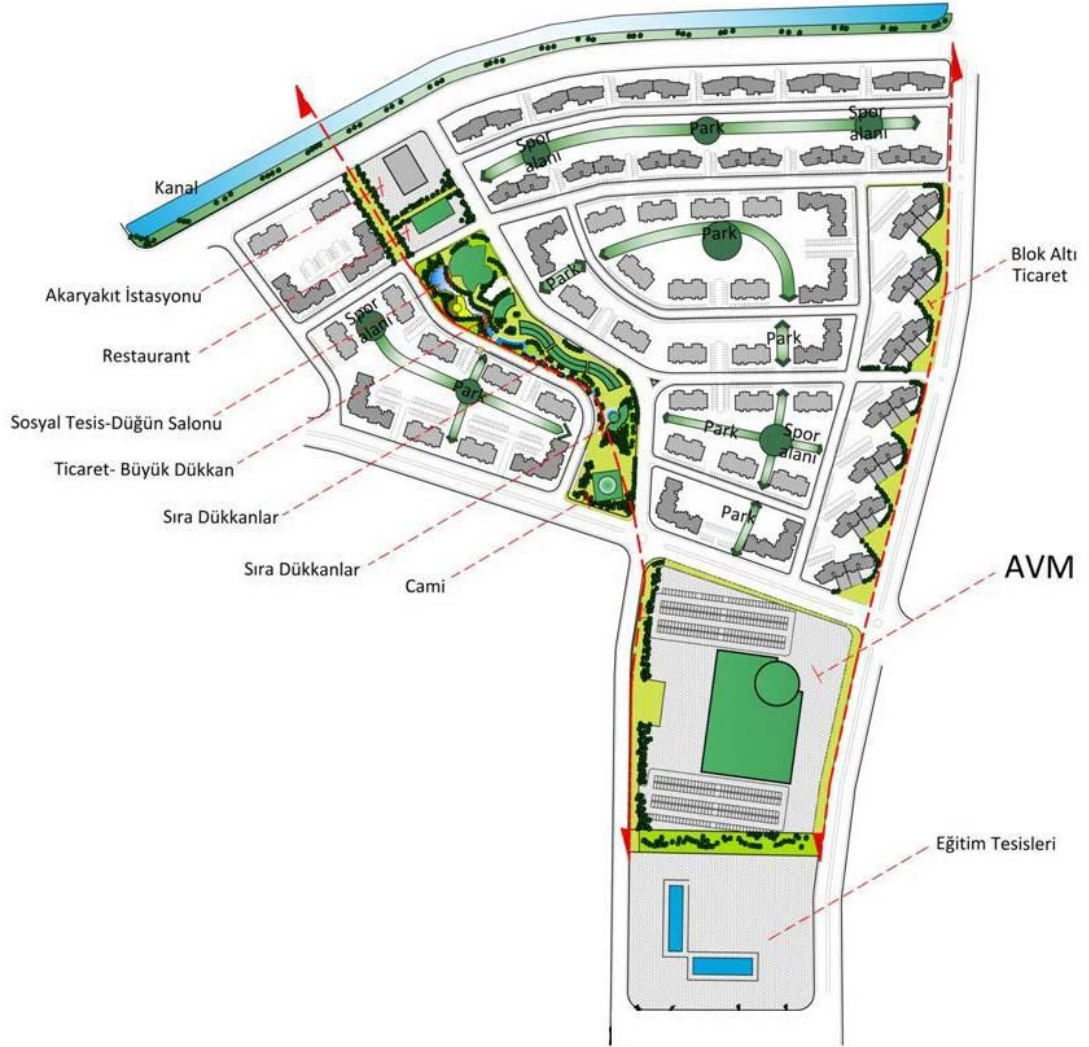 Spor
alanı
Park
Spor
alanı
Kanal
Park
Park
Blok Altı
Ticaret
Akaryakıt İstasyonu
Spor
alanı
Restaurant
Park
Park
Sosyal Tesis-Düğün Salonu
Park
Spor
alanı
Ticaret- Büyük Dükkan
Sıra Dükkanlar
Park
Sıra Dükkanlar
Cami
AVM
Eğitim Tesisleri